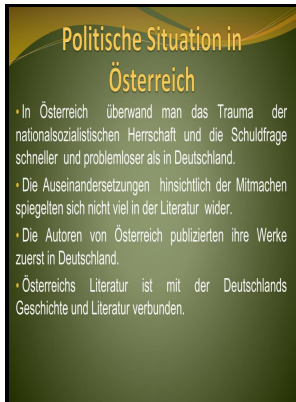 Politische Situation in
Österreich
• In Österreich überwand man das Trauma der
nationalsozialistischen Herrschaft und die Schuldfrage
schneller und problemloser als in Deutschland.
• Die Auseinandersetzungen hinsichtlich der Mitmachen
spiegelten sich nicht viel in der Literatur wider.
• Die Autoren von Österreich publizierten ihre Werke
zuerst in Deutschland.
• Österreichs Literatur ist mit der Deutschlands
Geschichte und Literatur verbunden.